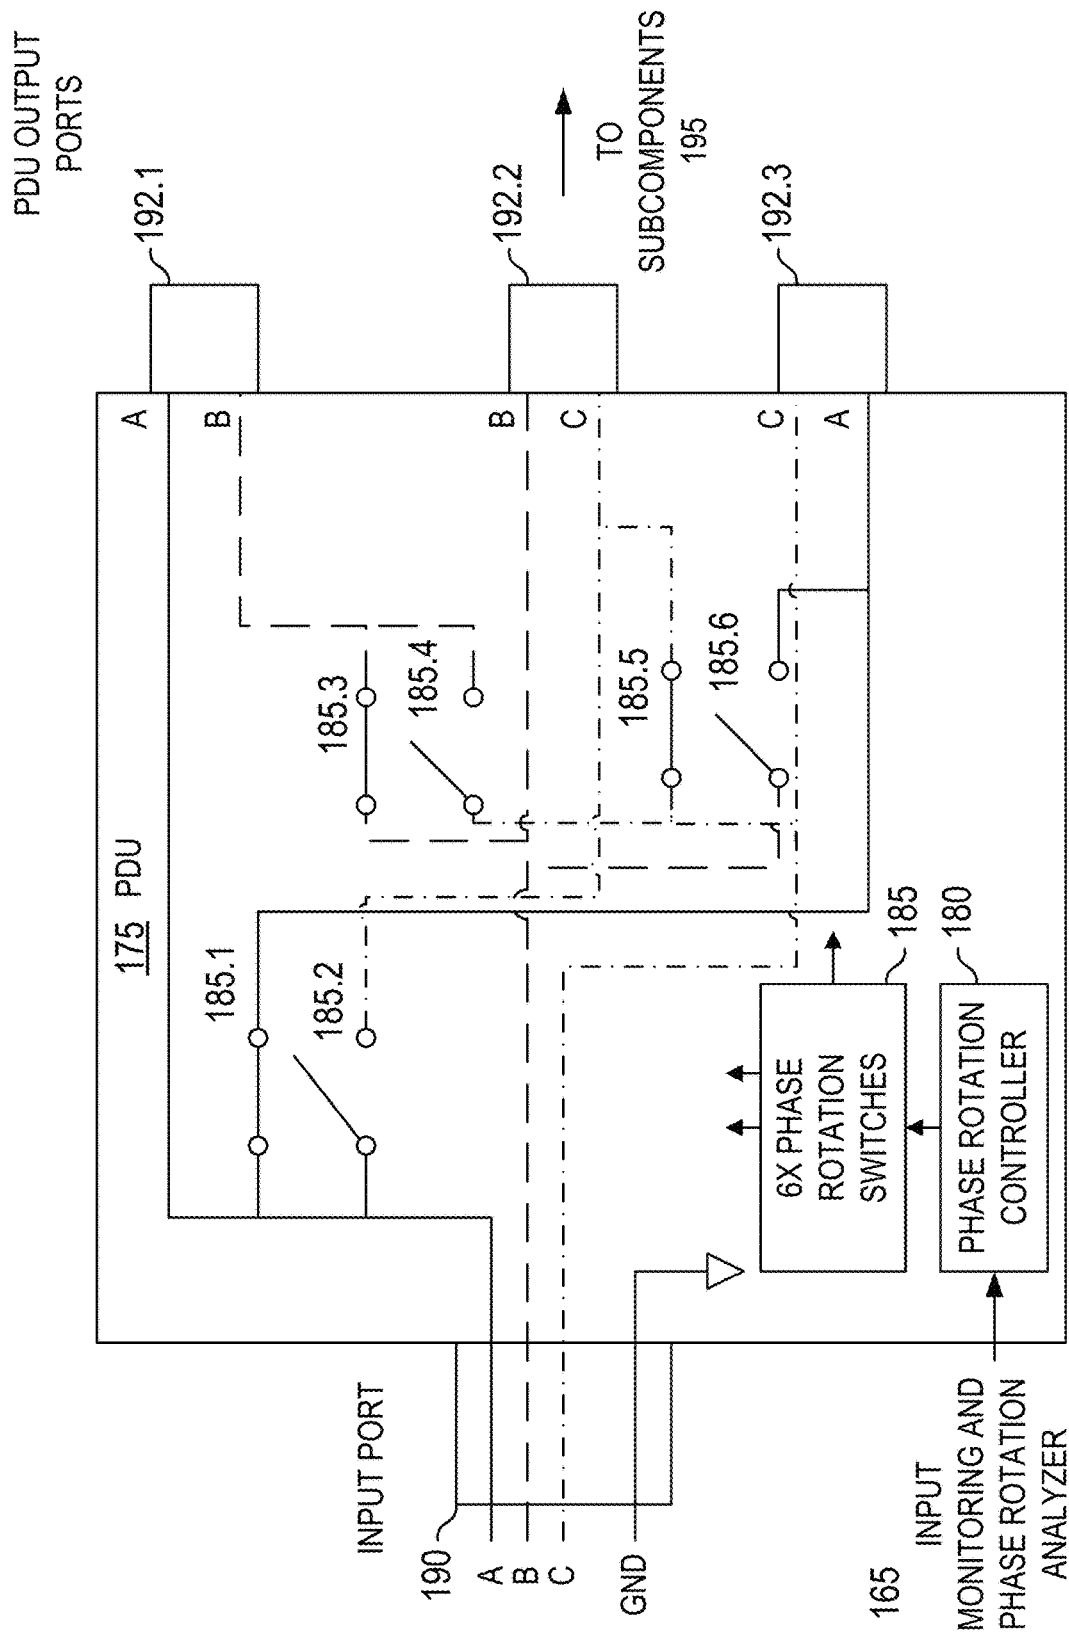 PDU OUTPUT
PORTS
175 PDU
192.1
192.2
192.3
TO
SUBCOMPONENTS
195
A
B
B
C
C
A
185.1
185.2
185.3
185.4
185.5
185.6
INPUT PORT
190
A
B
C
GND
6X PHASE
ROTATION
SWITCHES
185
PHASE ROTATION
CONTROLLER
180
165
INPUT
MONITORING AND
PHASE ROTATION
ANALYZER